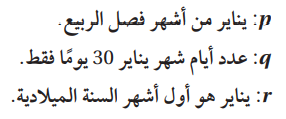 p: يناير من أشهر فصل الربيع.
q: عدد أيام شهر يناير 30 يومًا فقط.
r: يناير هو أول أشهر السنة الميلادية.